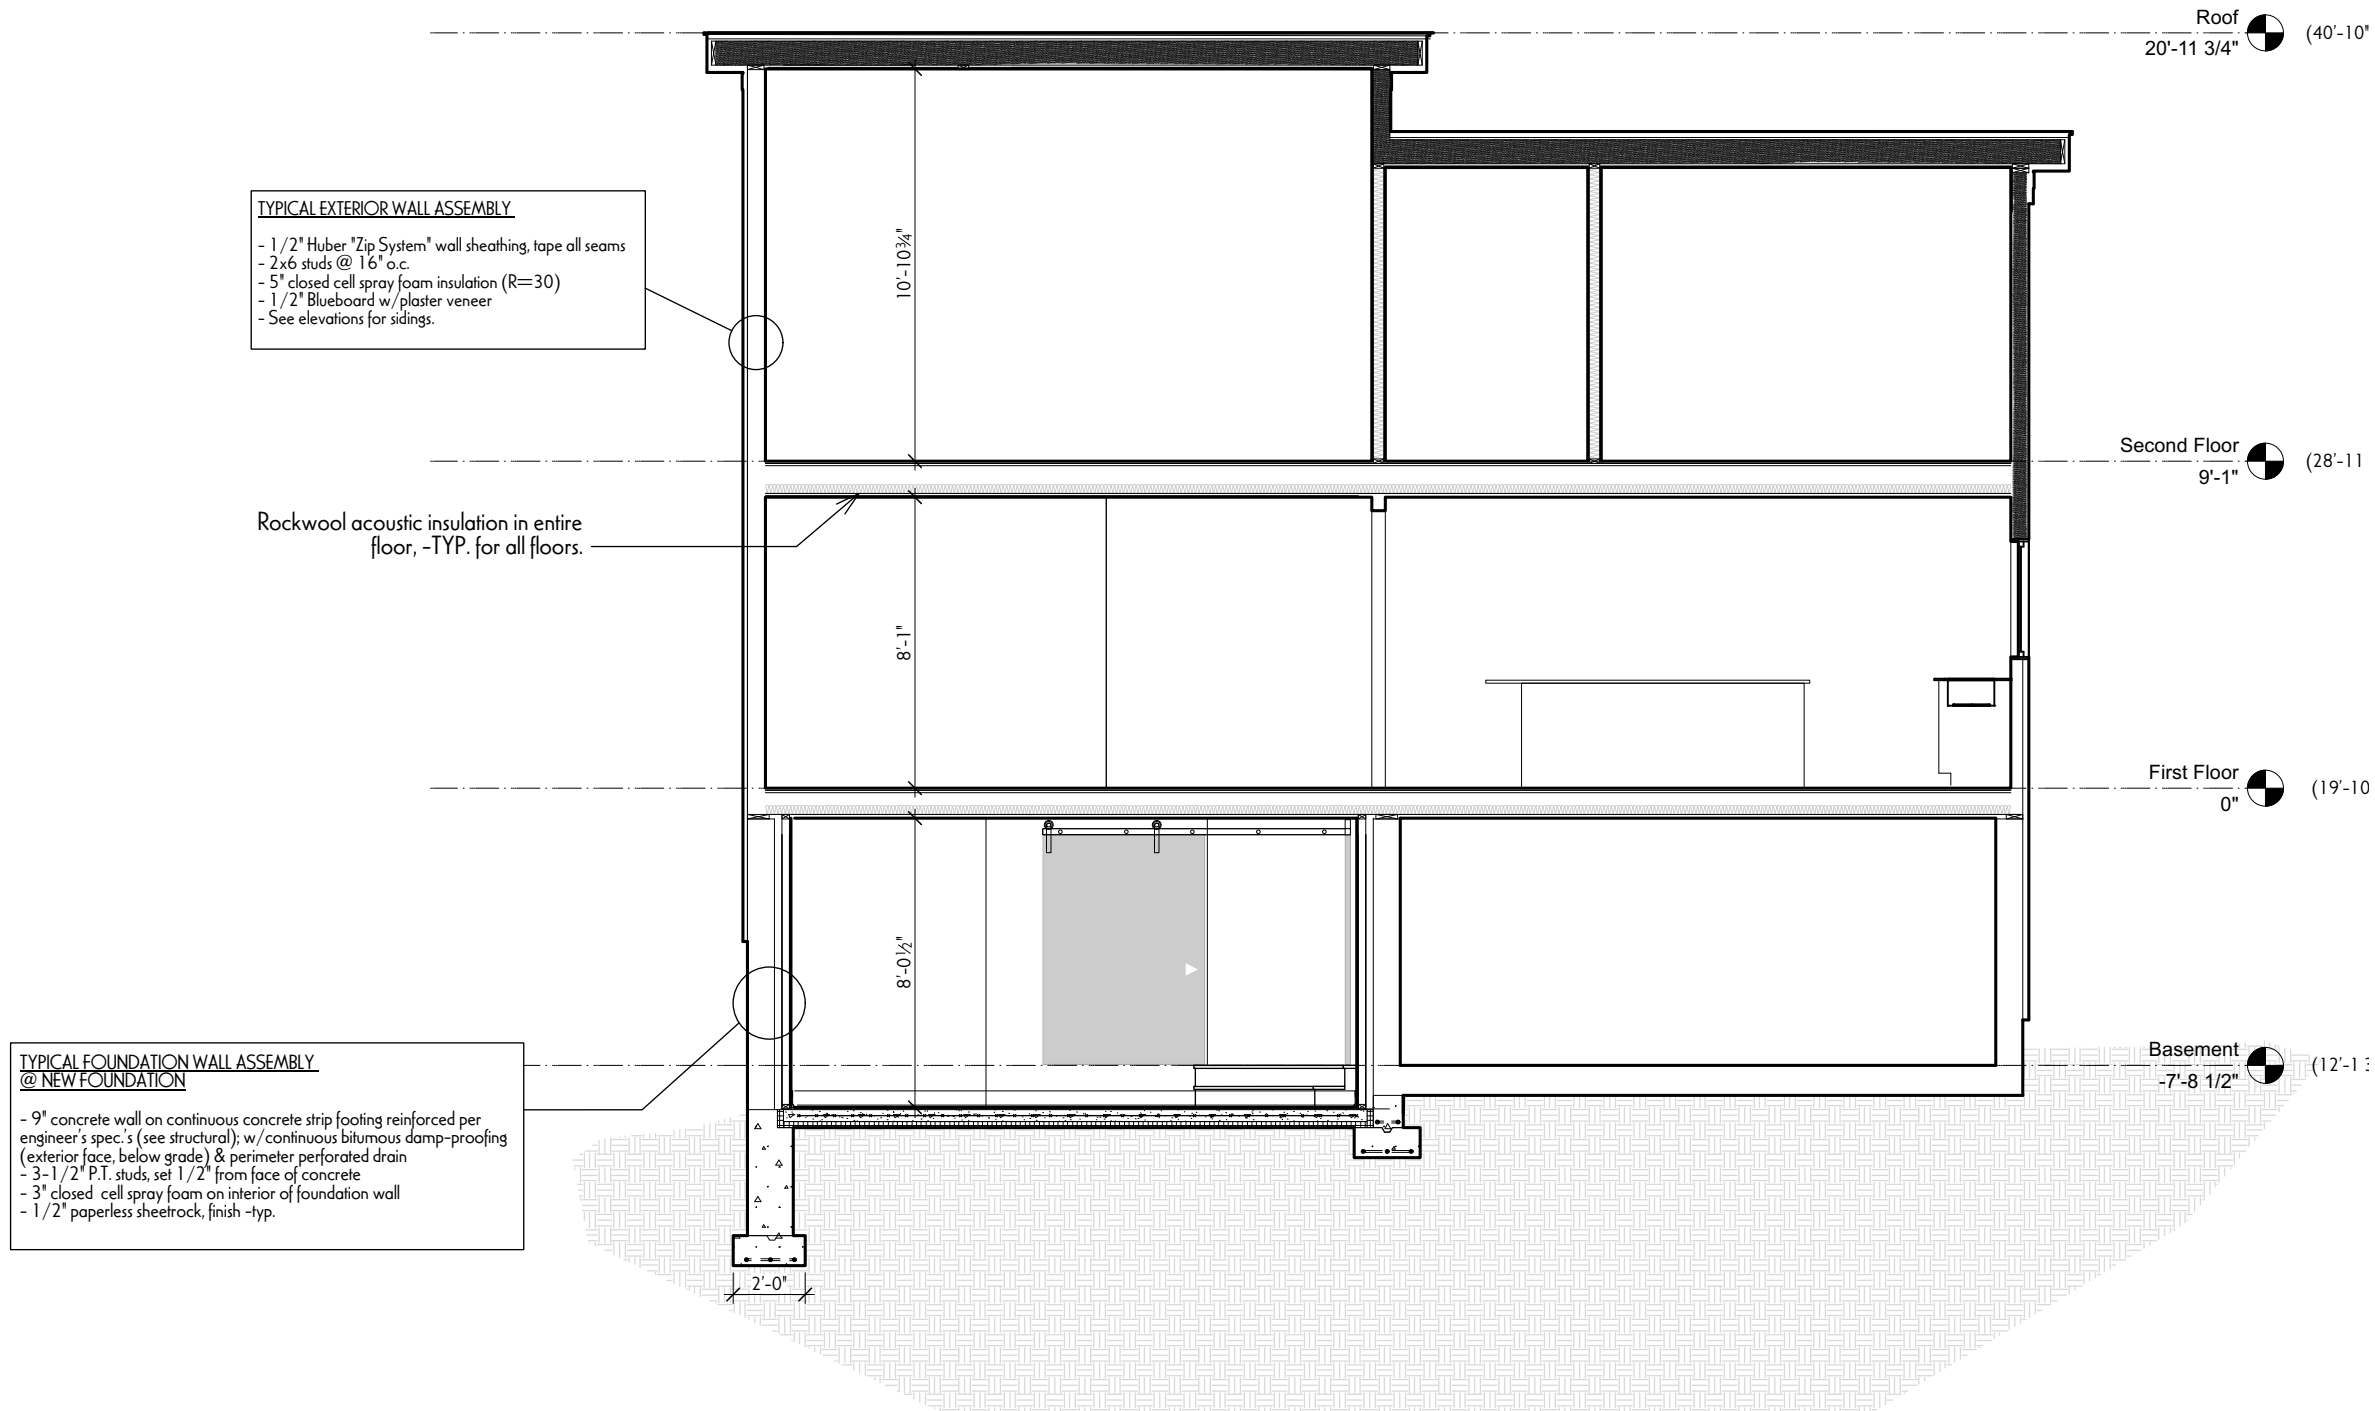 Roof
20'-11 3/4"
(40'-10"
TYPICAL EXTERIOR WALL ASSEMBLY
- 1/2" Huber "Zip System" wall sheathing, tape all seams
- 2x6 studs @ 16" o.c.
- 5" closed cell spray foam insulation (R=30)
- 1/2" Blueboard w/plaster veneer
- See elevations for sidings.
10'-10¾"
Second Floor
9'-1"
(28'-11
Rockwool acoustic insulation in entire
floor, -TYP. for all floors.
8'-1"
First Floor
0"
(19'-10
8'-0½"
TYPICAL FOUNDATION WALL ASSEMBLY
@ NEW FOUNDATION
- 9" concrete wall on continuous concrete strip footing reinforced per
engineer's spec.'s (see structural); w/continuous bitumous damp-proofing
(exterior face, below grade) & perimeter perforated drain
- 3-1/2" P.T. studs, set 1/2" from face of concrete
- 3" closed cell spray foam on interior of foundation wall
- 1/2" paperless sheetrock, finish -typ.
Basement
-7'-8 1/2"
(12'-1 3
2'-0"